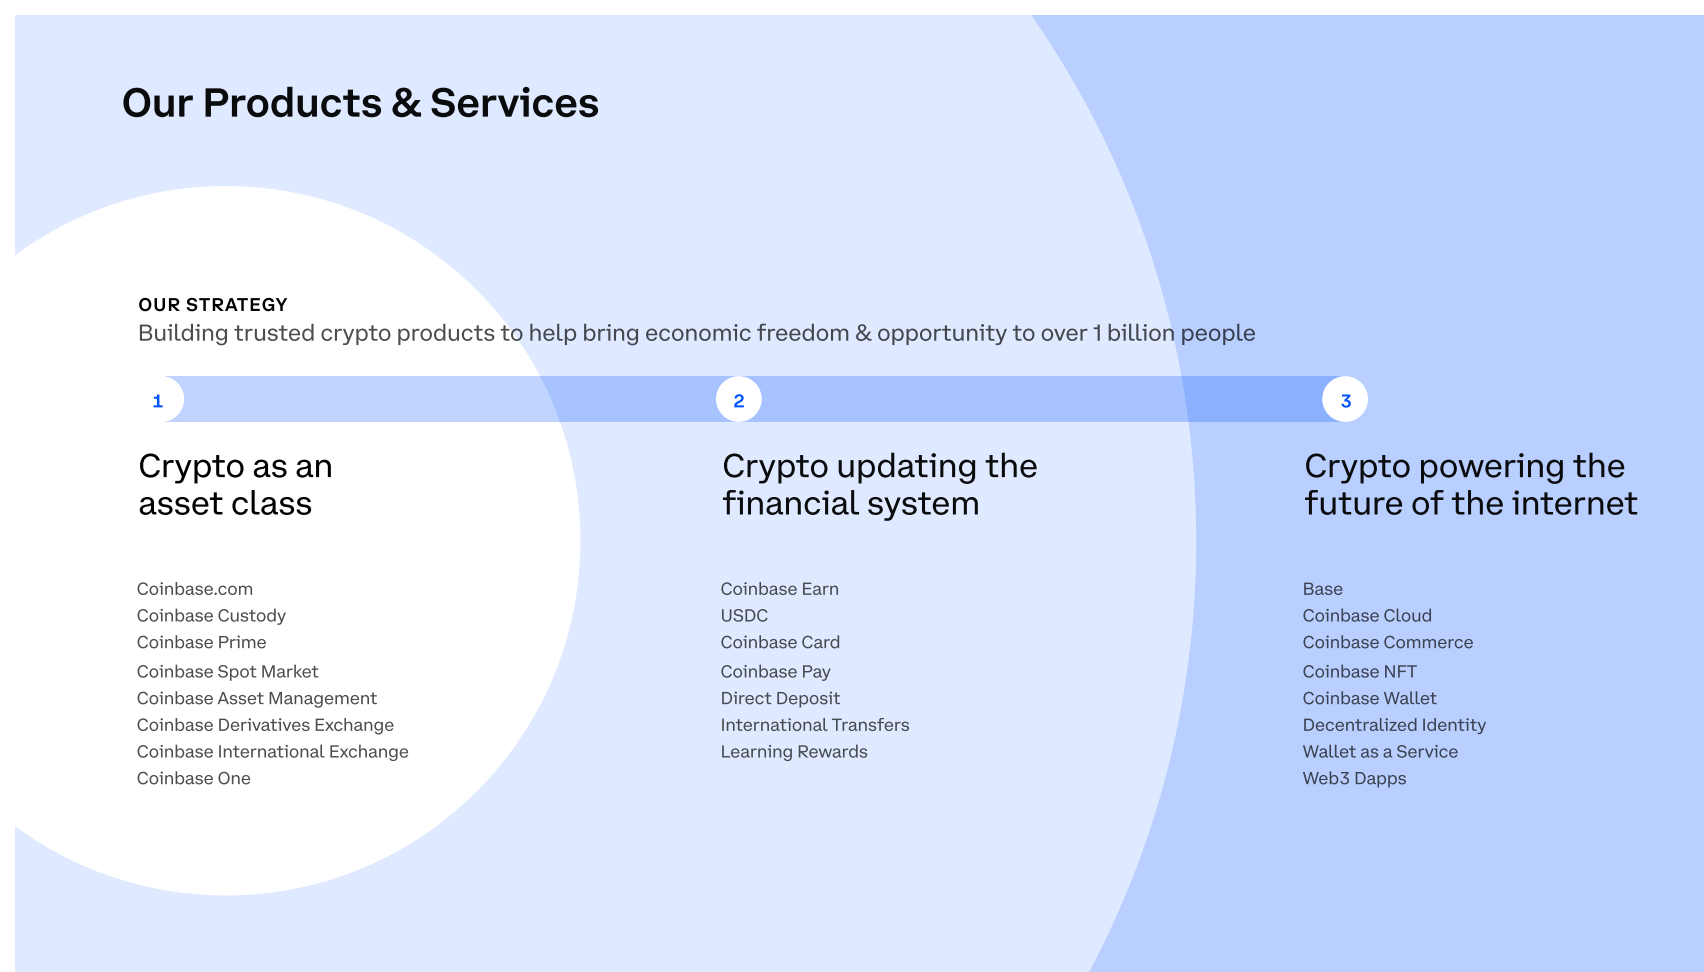 Our Products & Services
OUR STRATEGY
Building trusted crypto products to help bring economic freedom & opportunity to over 1 billion people
1
2
3
Crypto as an
asset class
Coinbase.com
Coinbase Custody
Coinbase Prime
Coinbase Spot Market
Coinbase Asset Management
Coinbase Derivatives Exchange
Coinbase International Exchange
Coinbase One
Crypto updating the
financial system
Coinbase Earn
USDC
Coinbase Card
Coinbase Pay
Direct Deposit
International Transfers
Learning Rewards
Crypto powering the
future of the internet
Base
Coinbase Cloud
Coinbase Commerce
Coinbase NFT
Coinbase Wallet
Decentralized Identity
Wallet as a Service
Web3 Dapps